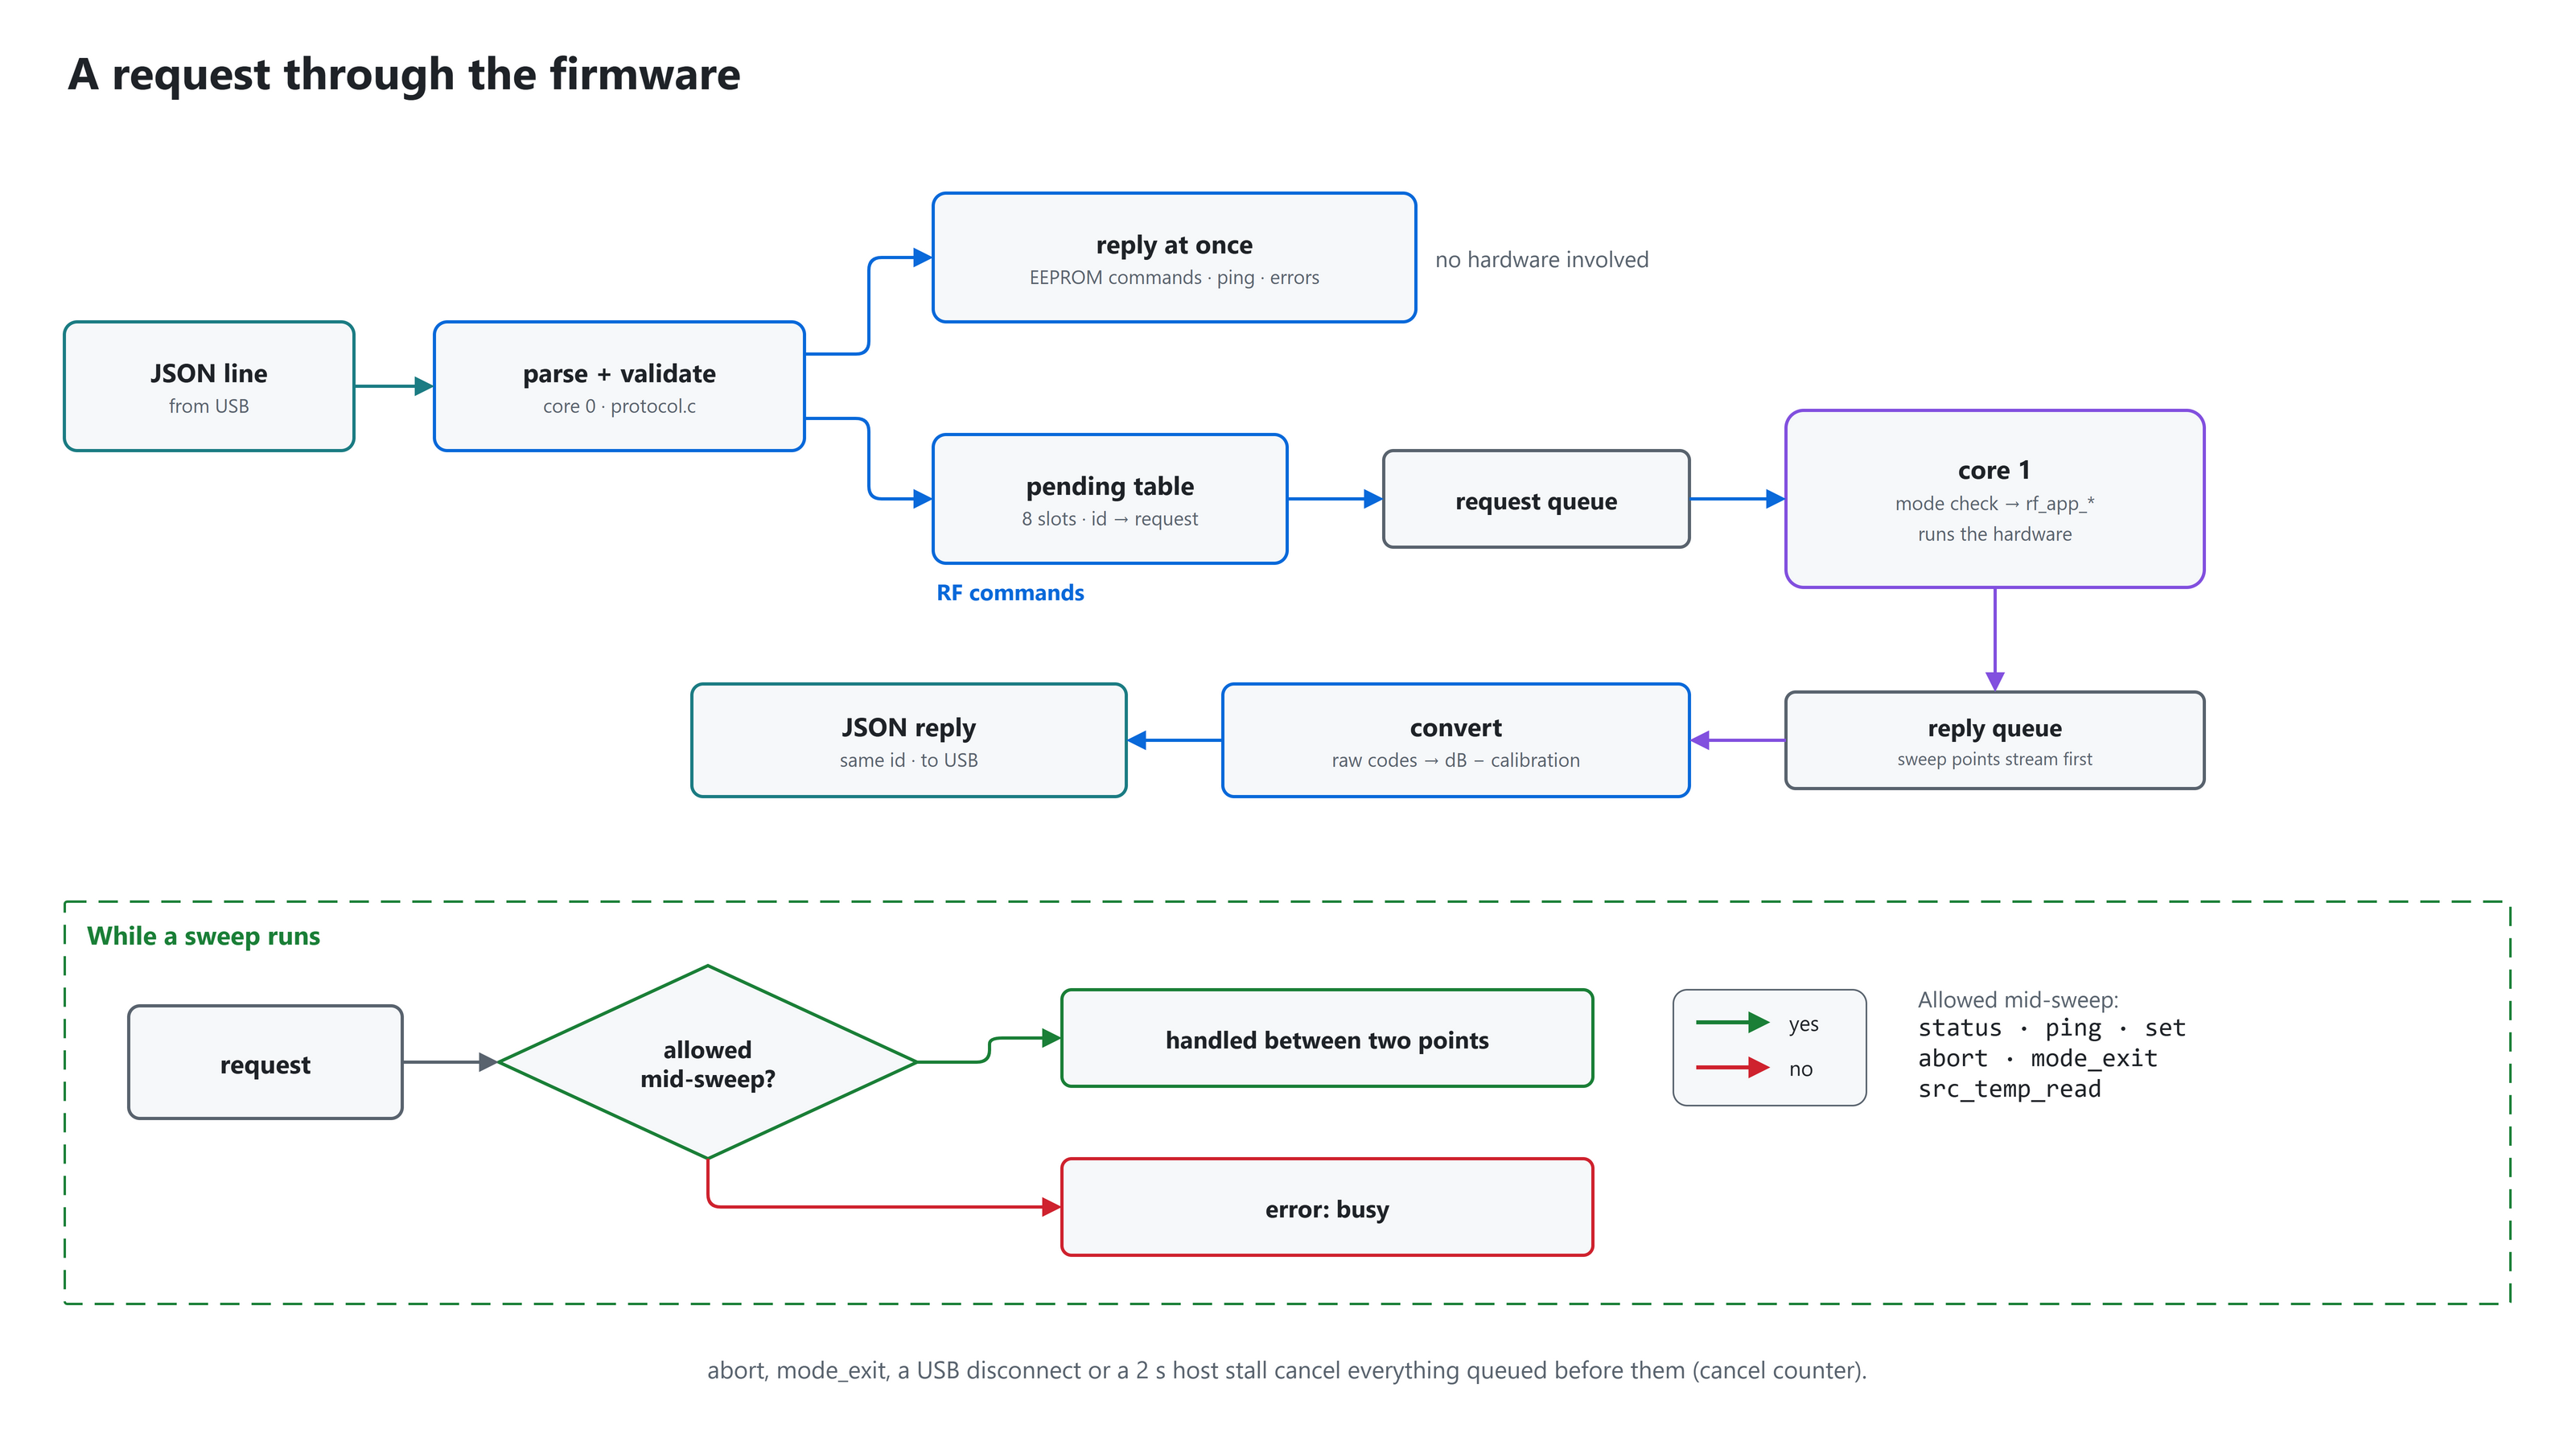 A request through the firmware
reply at once
EEPROM commands · ping · errors
no hardware involved
JSON line
from USB
parse + validate
core 0 · protocol.c
pending table
8 slots · id → request
RF commands
request queue
core 1
mode check → rf_app_*
runs the hardware
JSON reply
same id · to USB
convert
raw codes → dB − calibration
reply queue
sweep points stream first
While a sweep runs
request
allowed
mid-sweep?
handled between two points
error: busy
yes
no
Allowed mid-sweep:
status · ping · set
abort · mode_exit
src_temp_read
abort, mode_exit, a USB disconnect or a 2 s host stall cancel everything queued before them (cancel counter).